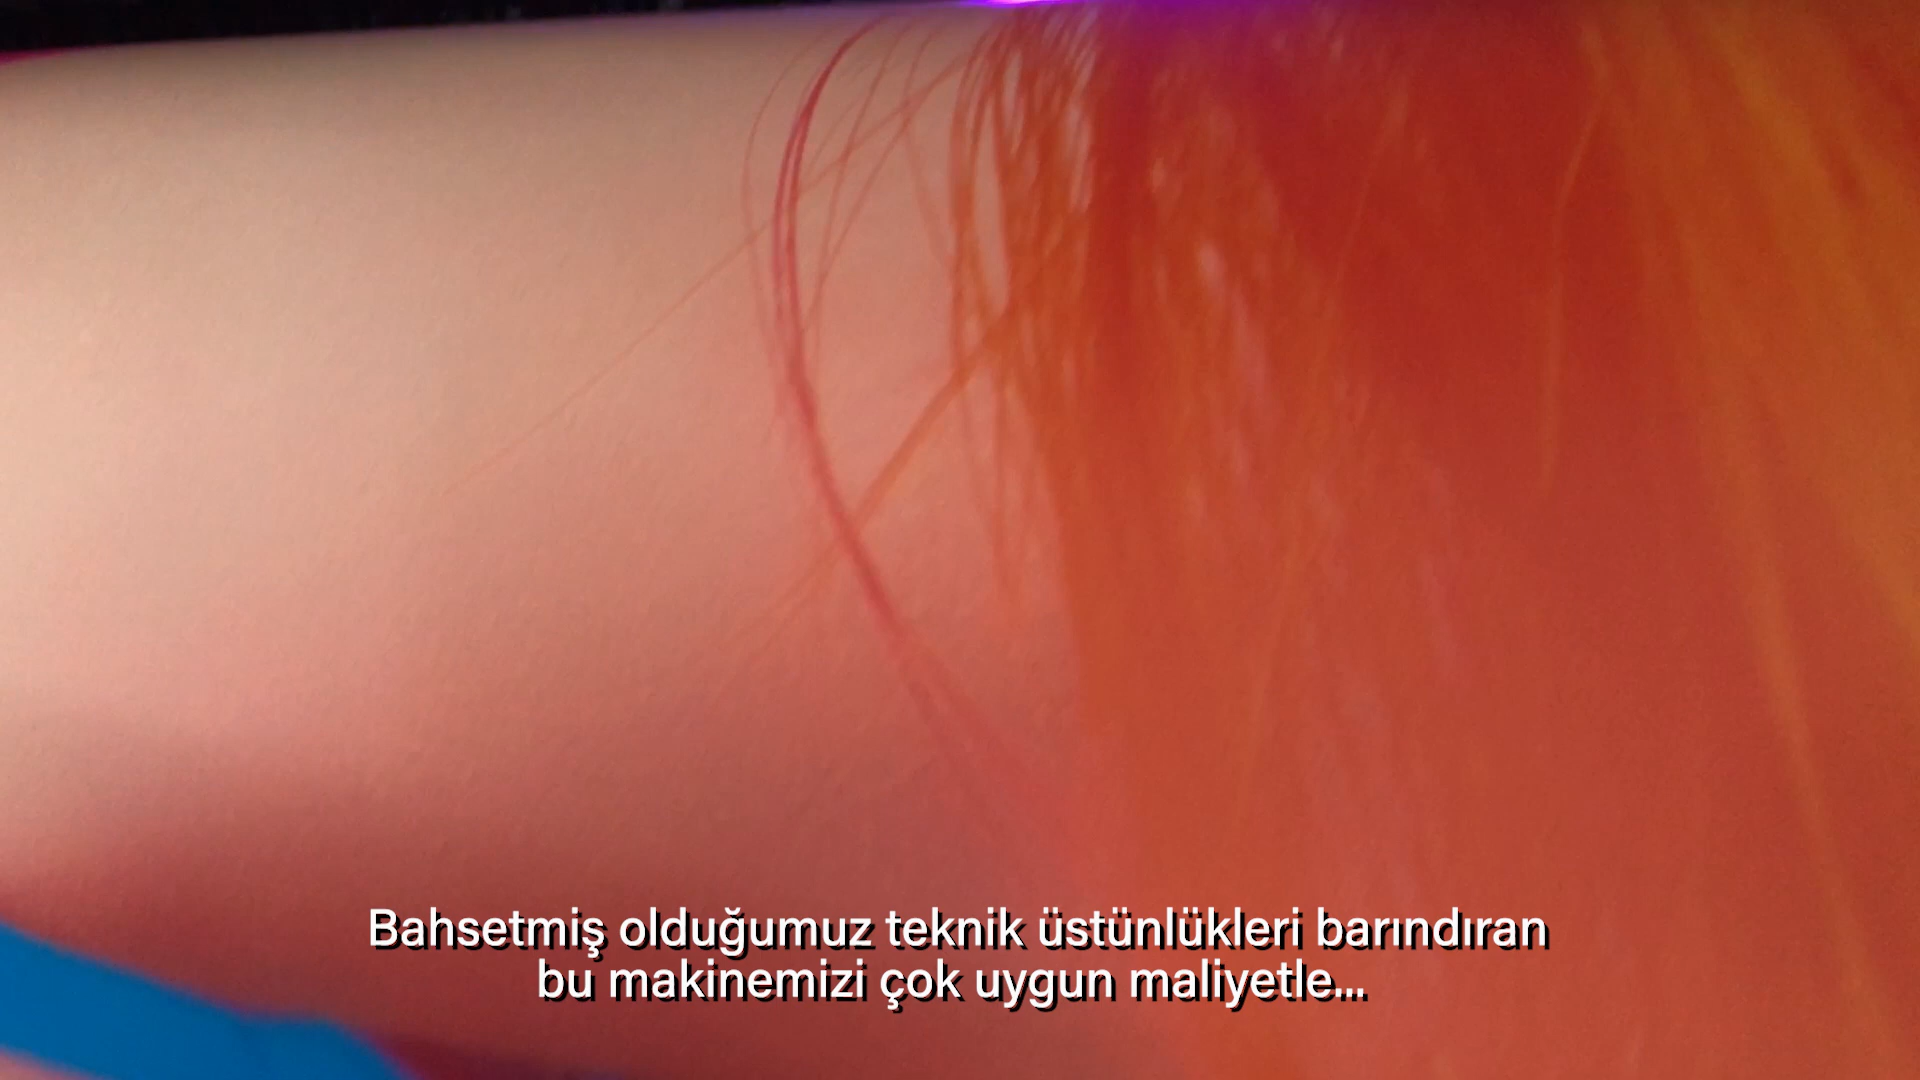 Bahsetmiş olduğumuz teknik üstünlükleri barındıran
bu makinemizi çok uygun maliyetle...